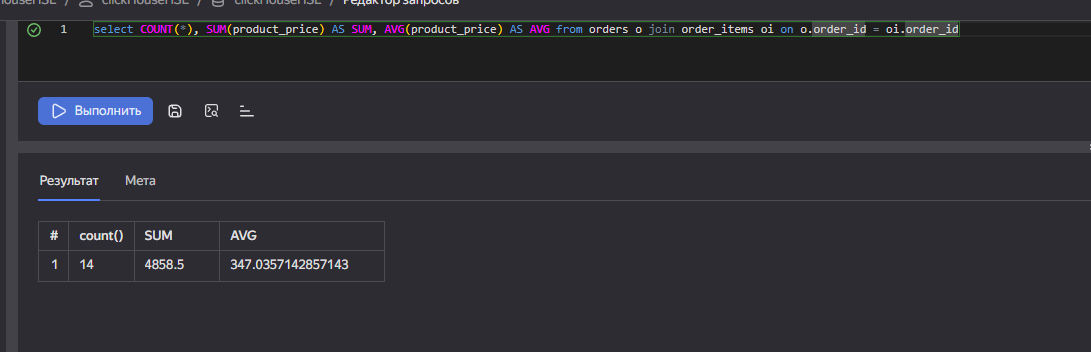 clickHouseHSE / clickHouseHSE / Редактор запросов
1 select COUNT(*), SUM(product_price) AS SUM, AVG(product_price) AS AVG from orders o join order_items oi on o.order_id = oi.order_id
Выполнить
Результат Мета
# count() SUM AVG
1 14 4858.5 347.0357142857143